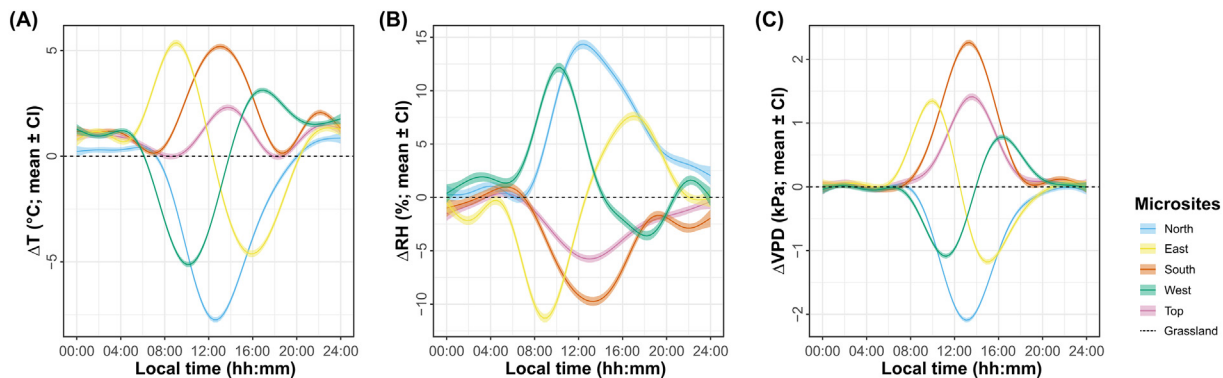 (A)
ΔT (°C; mean ± CI)
5
0
−5
00:00 04:00 08:00 12:00 16:00 20:00 24:00
Local time (hh:mm)
(B)
ΔRH (%; mean ± CI)
15
10
5
0
−5
−10
00:00 04:00 08:00 12:00 16:00 20:00 24:00
Local time (hh:mm)
(C)
ΔVPD (kPa; mean ± CI)
2
1
0
−1
−2
00:00 04:00 08:00 12:00 16:00 20:00 24:00
Local time (hh:mm)
Microsites
North
East
South
West
Top
Grassland